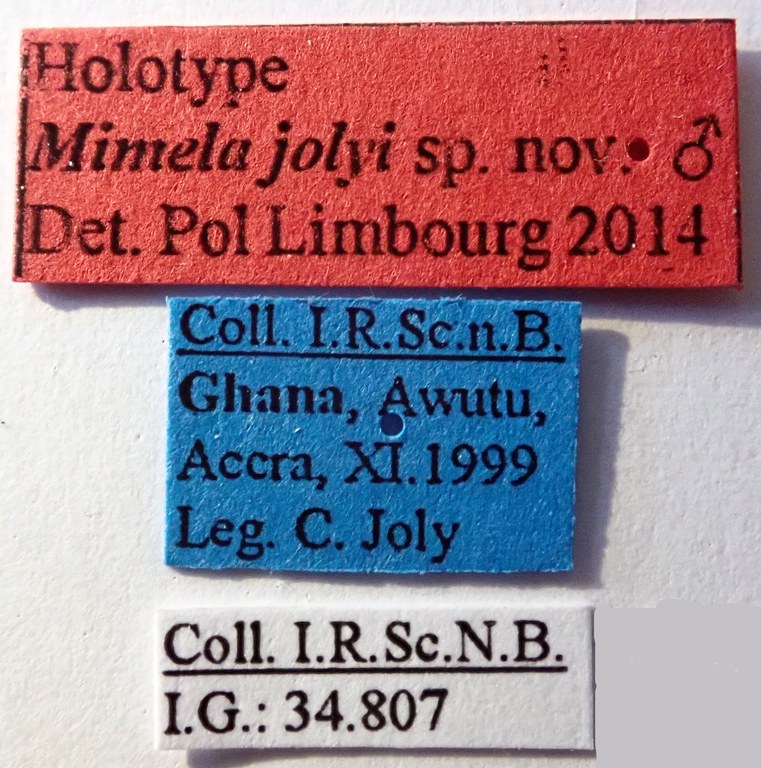 Holotype
Mimela jolyi sp. nov. ♂
Det. Pol Limbourg 2014
Coll. I.R.Sc.n.B.
Ghana, Awutu,
Accra, XI.1999
Leg. C. Joly
Coll. I.R.Sc.N.B.
I.G.: 34.807